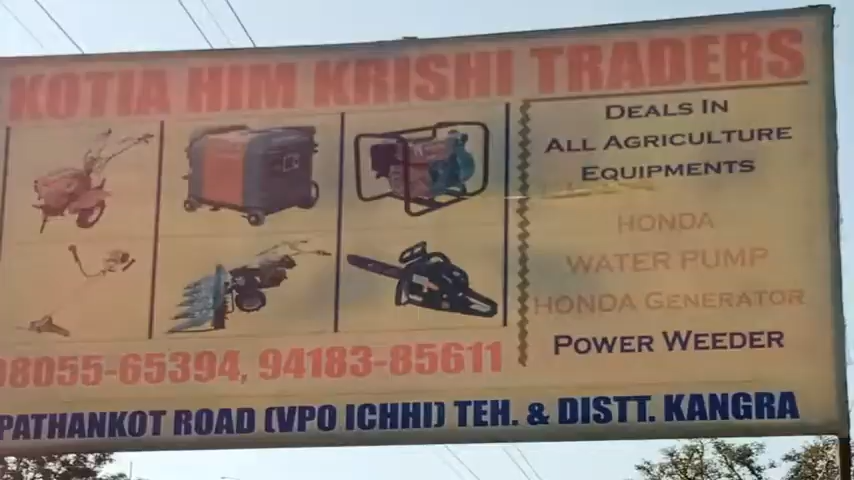 KOTIA HIM KRISHI TRADERS
DEALS IN
ALL AGRICULTURE
EQUIPMENTS
HONDA
WATER PUMP
HONDA GENERATOR
POWER WEEDER
98055-65394, 94183-85611
PATHANKOT ROAD (VPO ICHHI) TEH. & DISTT. KANGRA